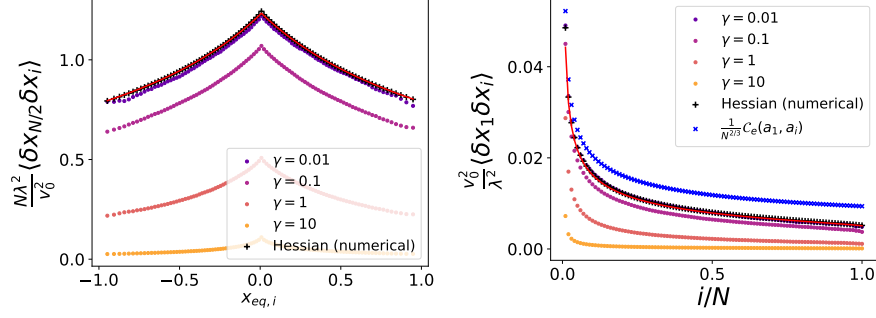 Nλ²/v₀² ⟨δx_{N/2}δx_i⟩
1.0
0.5
0.0
γ = 0.01
γ = 0.1
γ = 1
γ = 10
Hessian (numerical)
−1.0 −0.5 0.0 0.5 1.0
x_{eq, i}
v₀²/λ² ⟨δx₁δx_i⟩
0.04
0.02
0.00
γ = 0.01
γ = 0.1
γ = 1
γ = 10
Hessian (numerical)
1/N^{2/3} 𝒞_e(a₁, a_i)
0.0 0.5 1.0
i/N